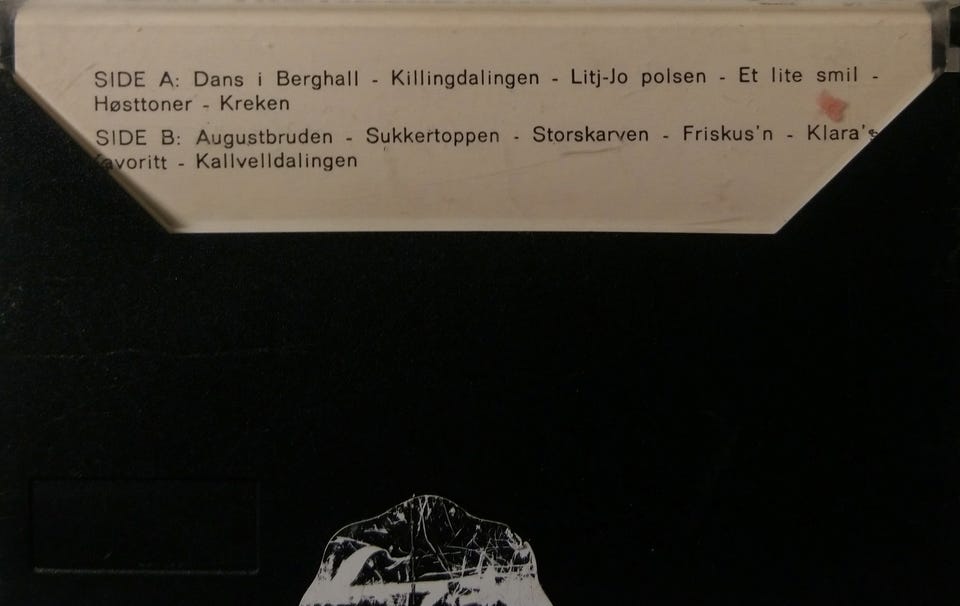 SIDE A: Dans i Berghall - Killingdalingen - Litj-Jo polsen - Et lite smil -
Høsttoner - Kreken
SIDE B: Augustbruden - Sukkertoppen - Storskarven - Friskus'n - Klara's
favoritt - Kallvelldalingen